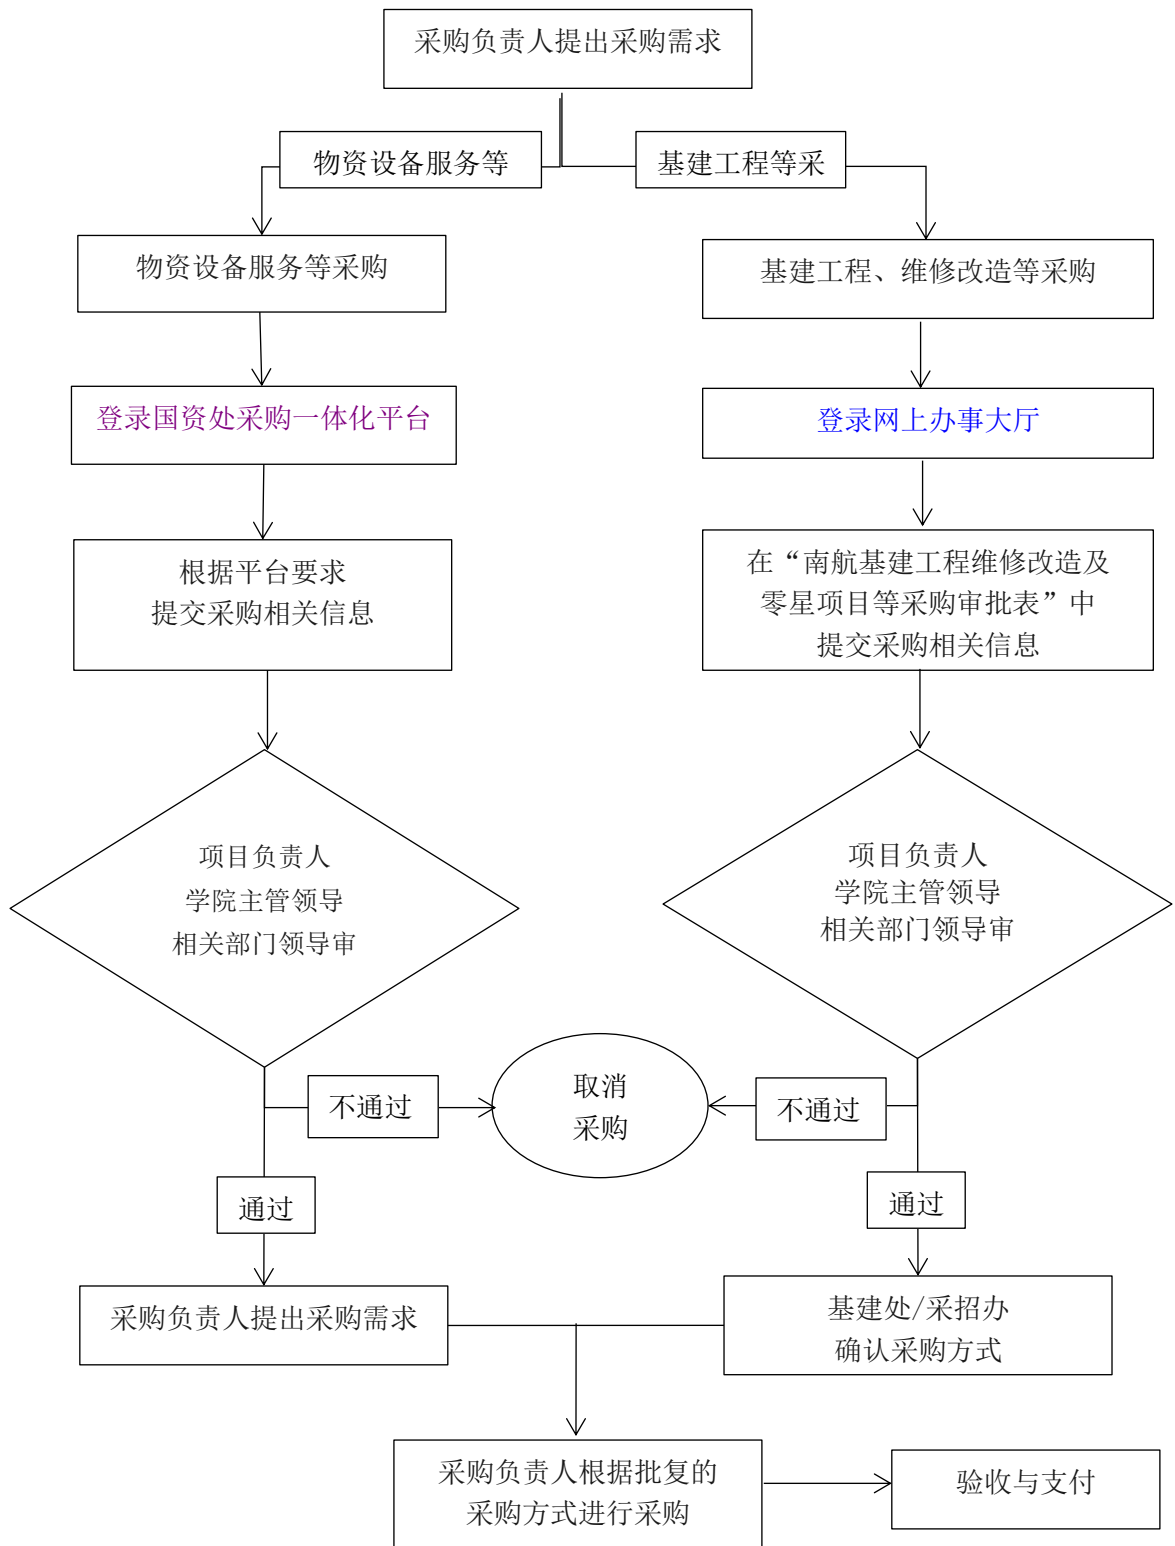 采购负责人提出采购需求
物资设备服务等
基建工程等采
物资设备服务等采购
基建工程、维修改造等采购
登录国资处采购一体化平台
登录网上办事大厅
根据平台要求
提交采购相关信息
在“南航基建工程维修改造及
零星项目等采购审批表”中
提交采购相关信息
项目负责人
学院主管领导
相关部门领导审
项目负责人
学院主管领导
相关部门领导审
不通过
取消
采购
不通过
通过
通过
采购负责人提出采购需求
基建处/采招办
确认采购方式
采购负责人根据批复的
采购方式进行采购
验收与支付